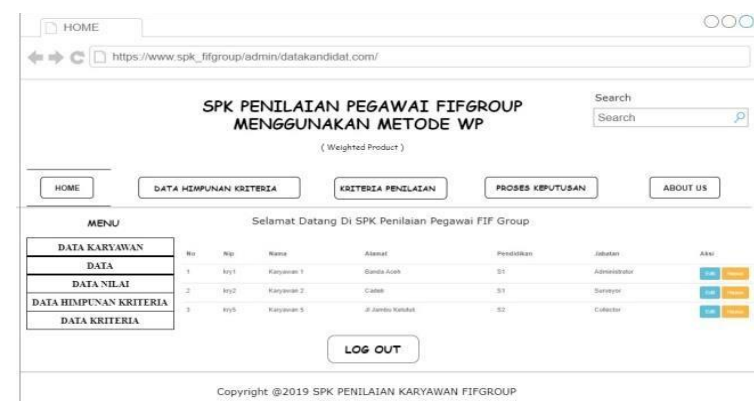 HOME
https://www.spk_fifgroup/admin/datakandidat.com/
SPK PENILAIAN PEGAWAI FIFGROUP
MENGGUNAKAN METODE WP
( Weighted Product )
Search
Search
HOME
DATA HIMPUNAN KRITERIA
KRITERIA PENILAIAN
PROSES KEPUTUSAN
ABOUT US
MENU
Selamat Datang Di SPK Penilaian Pegawai FIF Group
DATA KARYAWAN
DATA
DATA NILAI
DATA HIMPUNAN KRITERIA
DATA KRITERIA
No Nip Nama Alamat Pendidikan Jabatan Aksi
1 kry1 Karyawan 1 Banda Aceh S1 Administrator Edit
2 kry2 Karyawan 2 Cadek S1 Surveyor Edit
3 kry5 Karyawan 5 Jl Jambu S2 Collector Edit
LOG OUT
Copyright @2019 SPK PENILAIAN KARYAWAN FIFGROUP